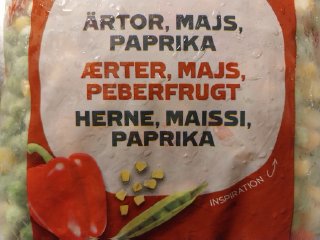 ÄRTOR, MAJS,
PAPRIKA
ÆRTER, MAJS,
PEBERFRUGT
HERNE, MAISSI,
PAPRIKA
INSPIRATION